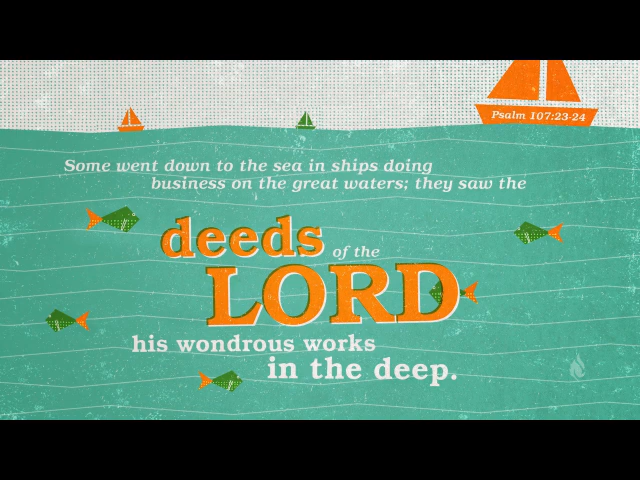 Psalm 107:23-24
Some went down to the sea in ships doing
business on the great waters; they saw the
deeds of the
LORD
his wondrous works
in the deep.